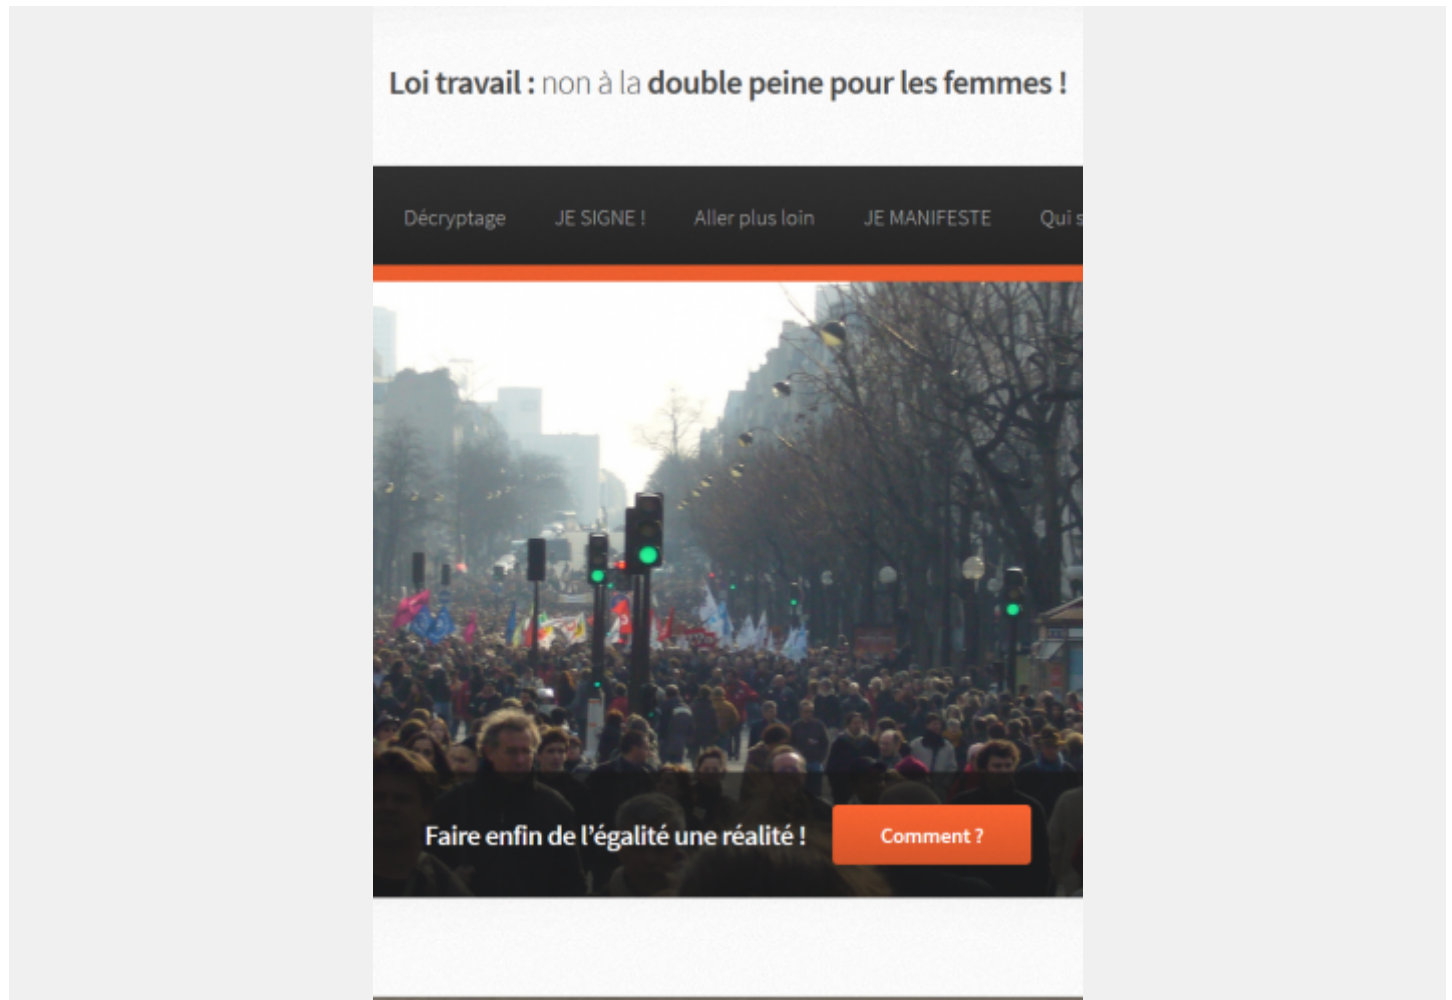 Loi travail : non à la double peine pour les femmes !
Décryptage JE SIGNE ! Aller plus loin JE MANIFESTE Qui
Faire enfin de l’égalité une réalité ! Comment ?